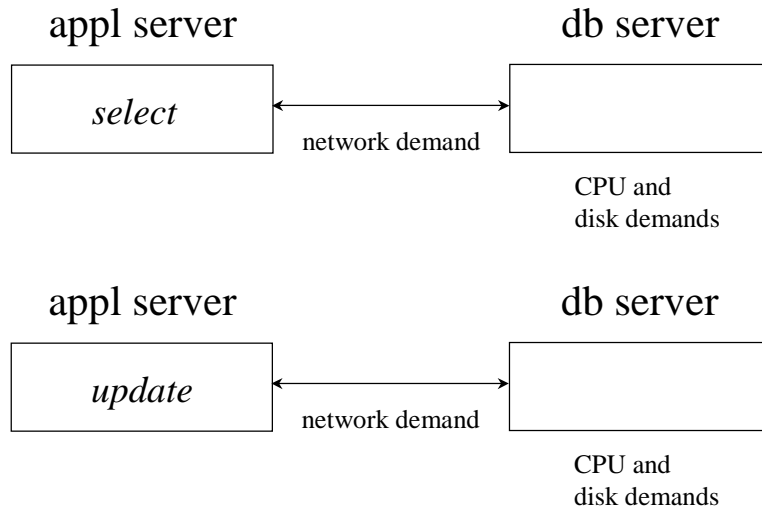 appl server
db server
select
network demand
CPU and
disk demands
appl server
db server
update
network demand
CPU and
disk demands